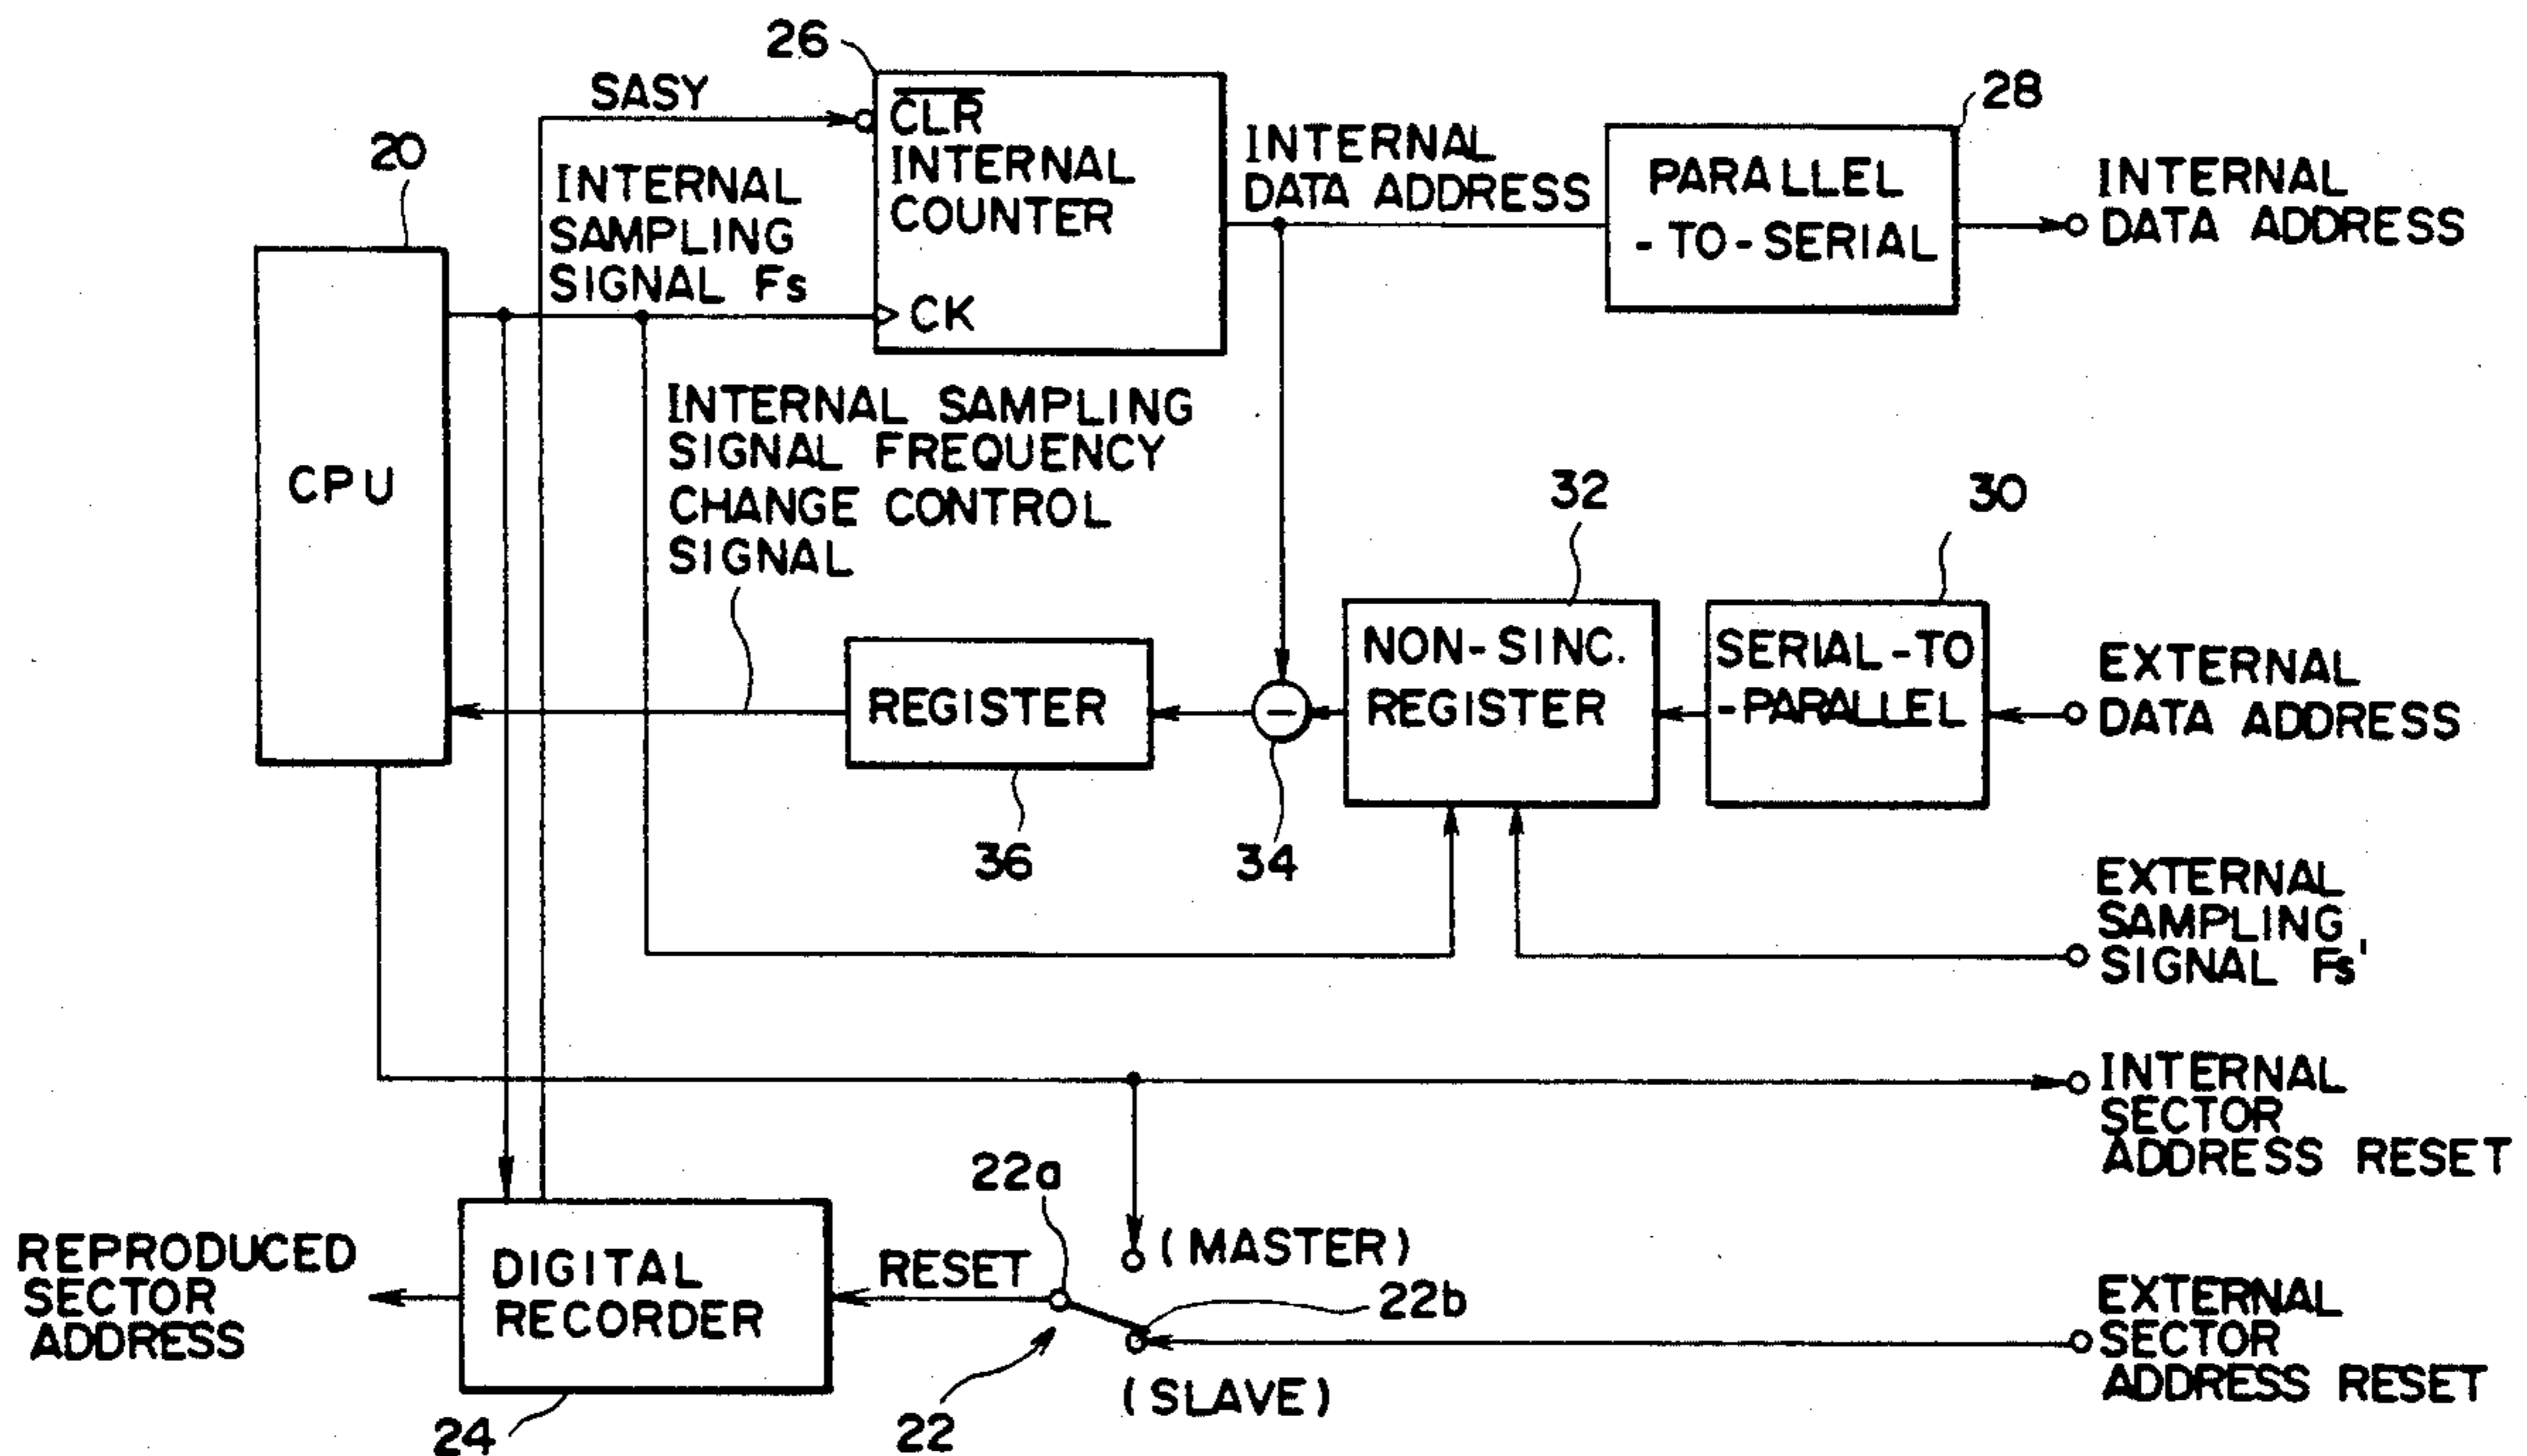 26
SASY
CLR
INTERNAL
COUNTER
CK
28
20
INTERNAL
SAMPLING
SIGNAL Fs
INTERNAL
DATA ADDRESS
PARALLEL
-TO-SERIAL
INTERNAL
DATA ADDRESS
CPU
INTERNAL SAMPLING
SIGNAL FREQUENCY
CHANGE CONTROL
SIGNAL
32
30
REGISTER
36
−
34
NON-SINC.
REGISTER
SERIAL-TO
-PARALLEL
EXTERNAL
DATA ADDRESS
EXTERNAL
SAMPLING
SIGNAL Fs'
INTERNAL
SECTOR
ADDRESS RESET
22a
(MASTER)
REPRODUCED
SECTOR
ADDRESS
DIGITAL
RECORDER
RESET
22b
EXTERNAL
SECTOR
ADDRESS RESET
(SLAVE)
24
22